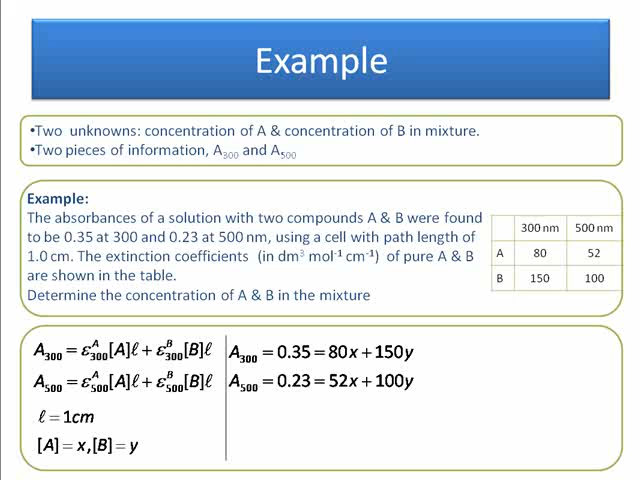 Example
•Two unknowns: concentration of A & concentration of B in mixture.
•Two pieces of information, A₃₀₀ and A₅₀₀
Example:
The absorbances of a solution with two compounds A & B were found
to be 0.35 at 300 and 0.23 at 500 nm, using a cell with path length of
1.0 cm. The extinction coefficients (in dm³ mol⁻¹ cm⁻¹) of pure A & B
are shown in the table.
Determine the concentration of A & B in the mixture
300 nm 500 nm
A 80 52
B 150 100
A₃₀₀ = ε₃₀₀ᴬ[A]ℓ + ε₃₀₀ᴮ[B]ℓ
A₅₀₀ = ε₅₀₀ᴬ[A]ℓ + ε₅₀₀ᴮ[B]ℓ
ℓ = 1cm
[A] = x,[B] = y
A₃₀₀ = 0.35 = 80x + 150y
A₅₀₀ = 0.23 = 52x + 100y